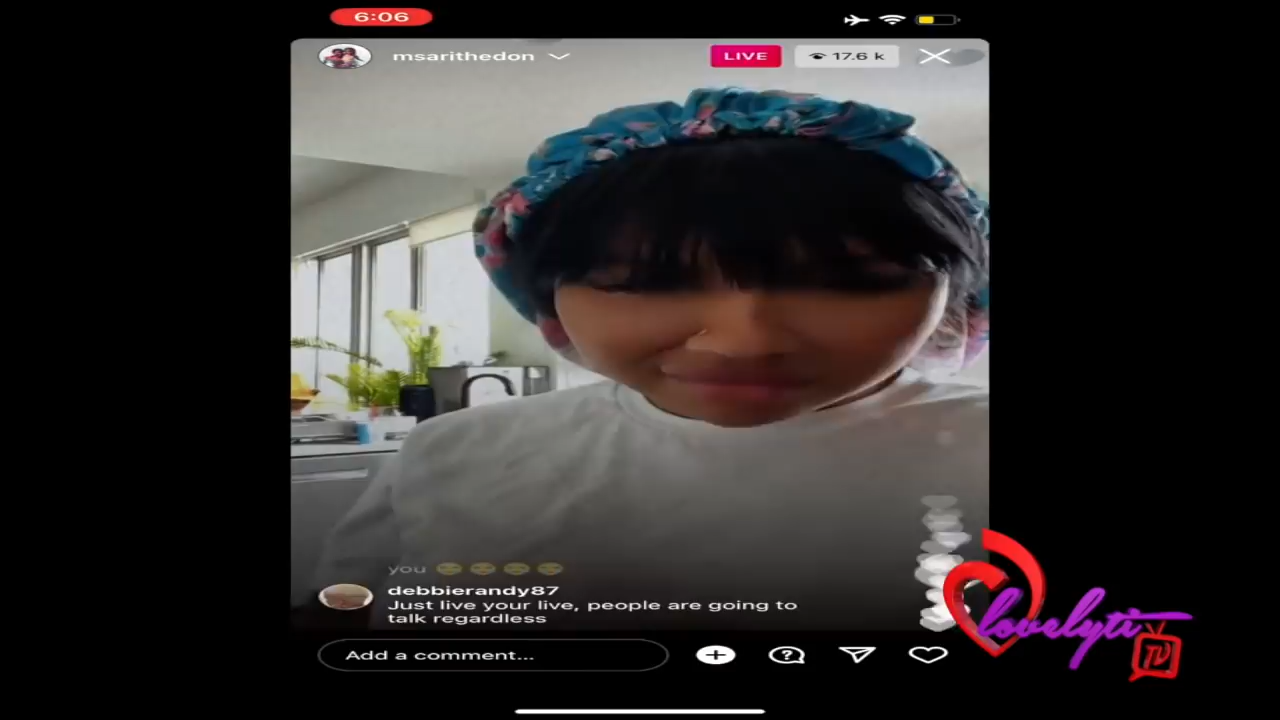 6:06
msarithedon
LIVE
17.6 k
you
debbierandy87
Just live your live, people are going to
talk regardless
Add a comment...
lovelyti
TV